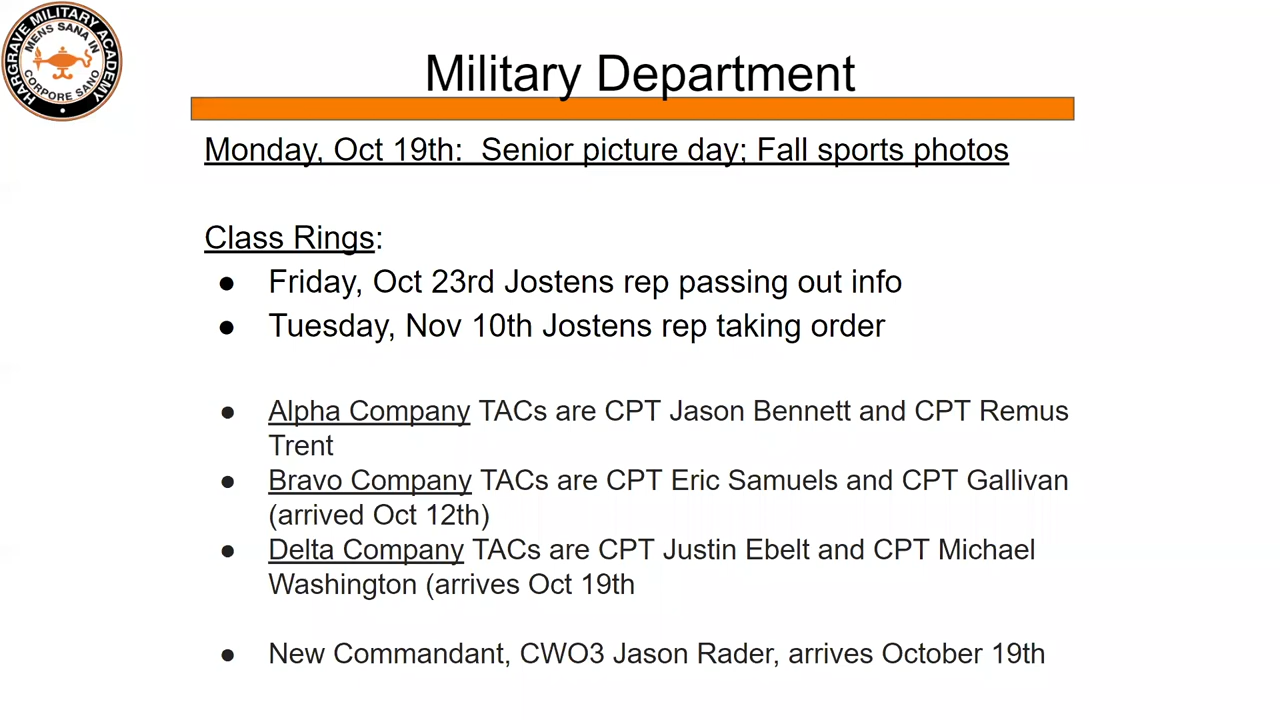 HARGRAVE MILITARY ACADEMY
MENS SANA IN
CORPORE SANO
Military Department
Monday, Oct 19th:  Senior picture day; Fall sports photos
Class Rings:
● Friday, Oct 23rd Jostens rep passing out info
● Tuesday, Nov 10th Jostens rep taking order
● Alpha Company TACs are CPT Jason Bennett and CPT Remus
Trent
● Bravo Company TACs are CPT Eric Samuels and CPT Gallivan
(arrived Oct 12th)
● Delta Company TACs are CPT Justin Ebelt and CPT Michael
Washington (arrives Oct 19th
● New Commandant, CWO3 Jason Rader, arrives October 19th